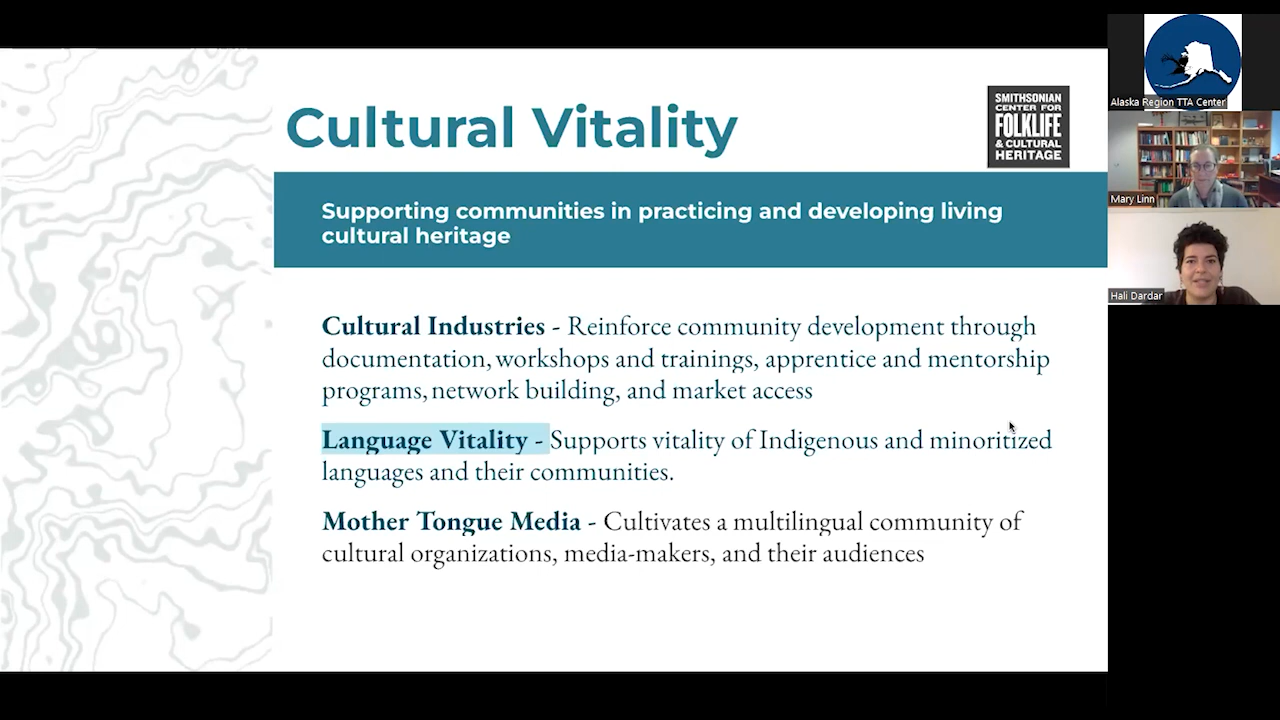 Cultural Vitality
SMITHSONIAN
CENTER FOR
FOLKLIFE
& CULTURAL
HERITAGE
Supporting communities in practicing and developing living
cultural heritage
Cultural Industries - Reinforce community development through
documentation, workshops and trainings, apprentice and mentorship
programs, network building, and market access
Language Vitality - Supports vitality of Indigenous and minoritized
languages and their communities.
Mother Tongue Media - Cultivates a multilingual community of
cultural organizations, media-makers, and their audiences
Alaska Region TTA Center
Mary Linn
Hali Dardar